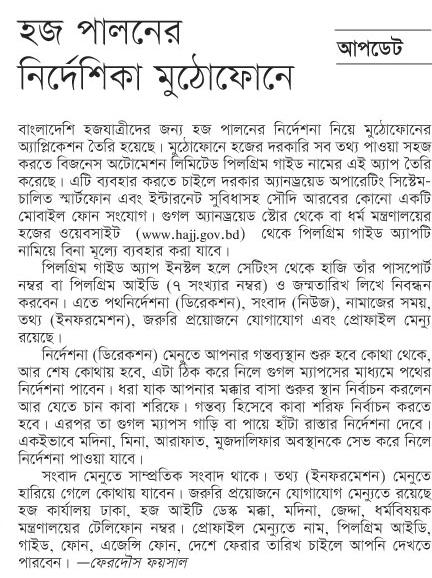 হজ পালনের
নির্দেশিকা মুঠোফোনে
আপডেট
বাংলাদেশি হজযাত্রীদের জন্য হজ পালনের নির্দেশনা নিয়ে মুঠোফোনের
অ্যাপ্লিকেশন তৈরি হয়েছে। মুঠোফোনে হজের দরকারি সব তথ্য পাওয়া সহজ
করতে বিজনেস অটোমেশন লিমিটেড পিলগ্রিম গাইড নামের এই অ্যাপ তৈরি
করেছে। এটি ব্যবহার করতে চাইলে দরকার অ্যানড্রয়েড অপারেটিং সিস্টেম-
চালিত স্মার্টফোন এবং ইন্টারনেট সুবিধাসহ সৌদি আরবের কোনো একটি
মোবাইল ফোন সংযোগ। গুগল অ্যানড্রয়েড স্টোর থেকে বা ধর্ম মন্ত্রণালয়ের
হজের ওয়েবসাইট (www.hajj.gov.bd) থেকে পিলগ্রিম গাইড অ্যাপটি
নামিয়ে বিনা মূল্যে ব্যবহার করা যাবে।
পিলগ্রিম গাইড অ্যাপ ইনস্টল হলে সেটিংস থেকে হাজি তাঁর পাসপোর্ট
নম্বর বা পিলগ্রিম আইডি (৭ সংখ্যার নম্বর) ও জন্মতারিখ লিখে নিবন্ধন
করবেন। এতে পথনির্দেশনা (ডিরেকশন), সংবাদ (নিউজ), নামাজের সময়,
তথ্য (ইনফরমেশন), জরুরি প্রয়োজনে যোগাযোগ এবং প্রোফাইল মেন্যু
রয়েছে।
নির্দেশনা (ডিরেকশন) মেনুতে আপনার গন্তব্যস্থান শুরু হবে কোথা থেকে,
আর শেষ কোথায় হবে, এটা ঠিক করে নিলে গুগল ম্যাপসের মাধ্যমে পথের
নির্দেশনা পাবেন। ধরা যাক আপনার মক্কার বাসা শুরুর স্থান নির্বাচন করলেন
আর যেতে চান কাবা শরিফে। গন্তব্য হিসেবে কাবা শরিফ নির্বাচন করতে
হবে। এরপর তা গুগল ম্যাপস গাড়ি বা পায়ে হাঁটা রাস্তার নির্দেশনা দেবে।
একইভাবে মদিনা, মিনা, আরাফাত, মুজদালিফার অবস্থানকে সেভ করে নিলে
নির্দেশনা পাওয়া যাবে।
সংবাদ মেনুতে সাম্প্রতিক সংবাদ থাকে। তথ্য (ইনফরমেশন) মেনুতে
হারিয়ে গেলে কোথায় যাবেন। জরুরি প্রয়োজনে যোগাযোগ মেন্যুতে রয়েছে
হজ কার্যালয় ঢাকা, হজ আইটি ডেস্ক মক্কা, মদিনা, জেদ্দা, ধর্মবিষয়ক
মন্ত্রণালয়ের টেলিফোন নম্বর। প্রোফাইল মেন্যুতে নাম, পিলগ্রিম আইডি,
গাইড, ফোন, এজেন্সি ফোন, দেশে ফেরার তারিখ চাইলে আপনি দেখতে
পারবেন। —ফেরদৌস ফয়সাল